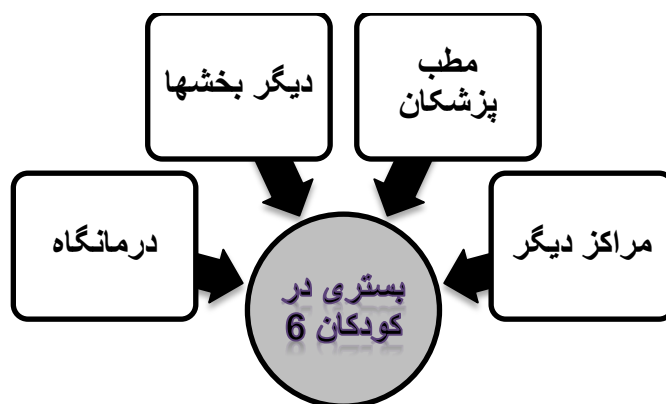 مطب
پزشکان
دیگر بخشها
مراکز دیگر
درمانگاه
بستری در
کودکان 6